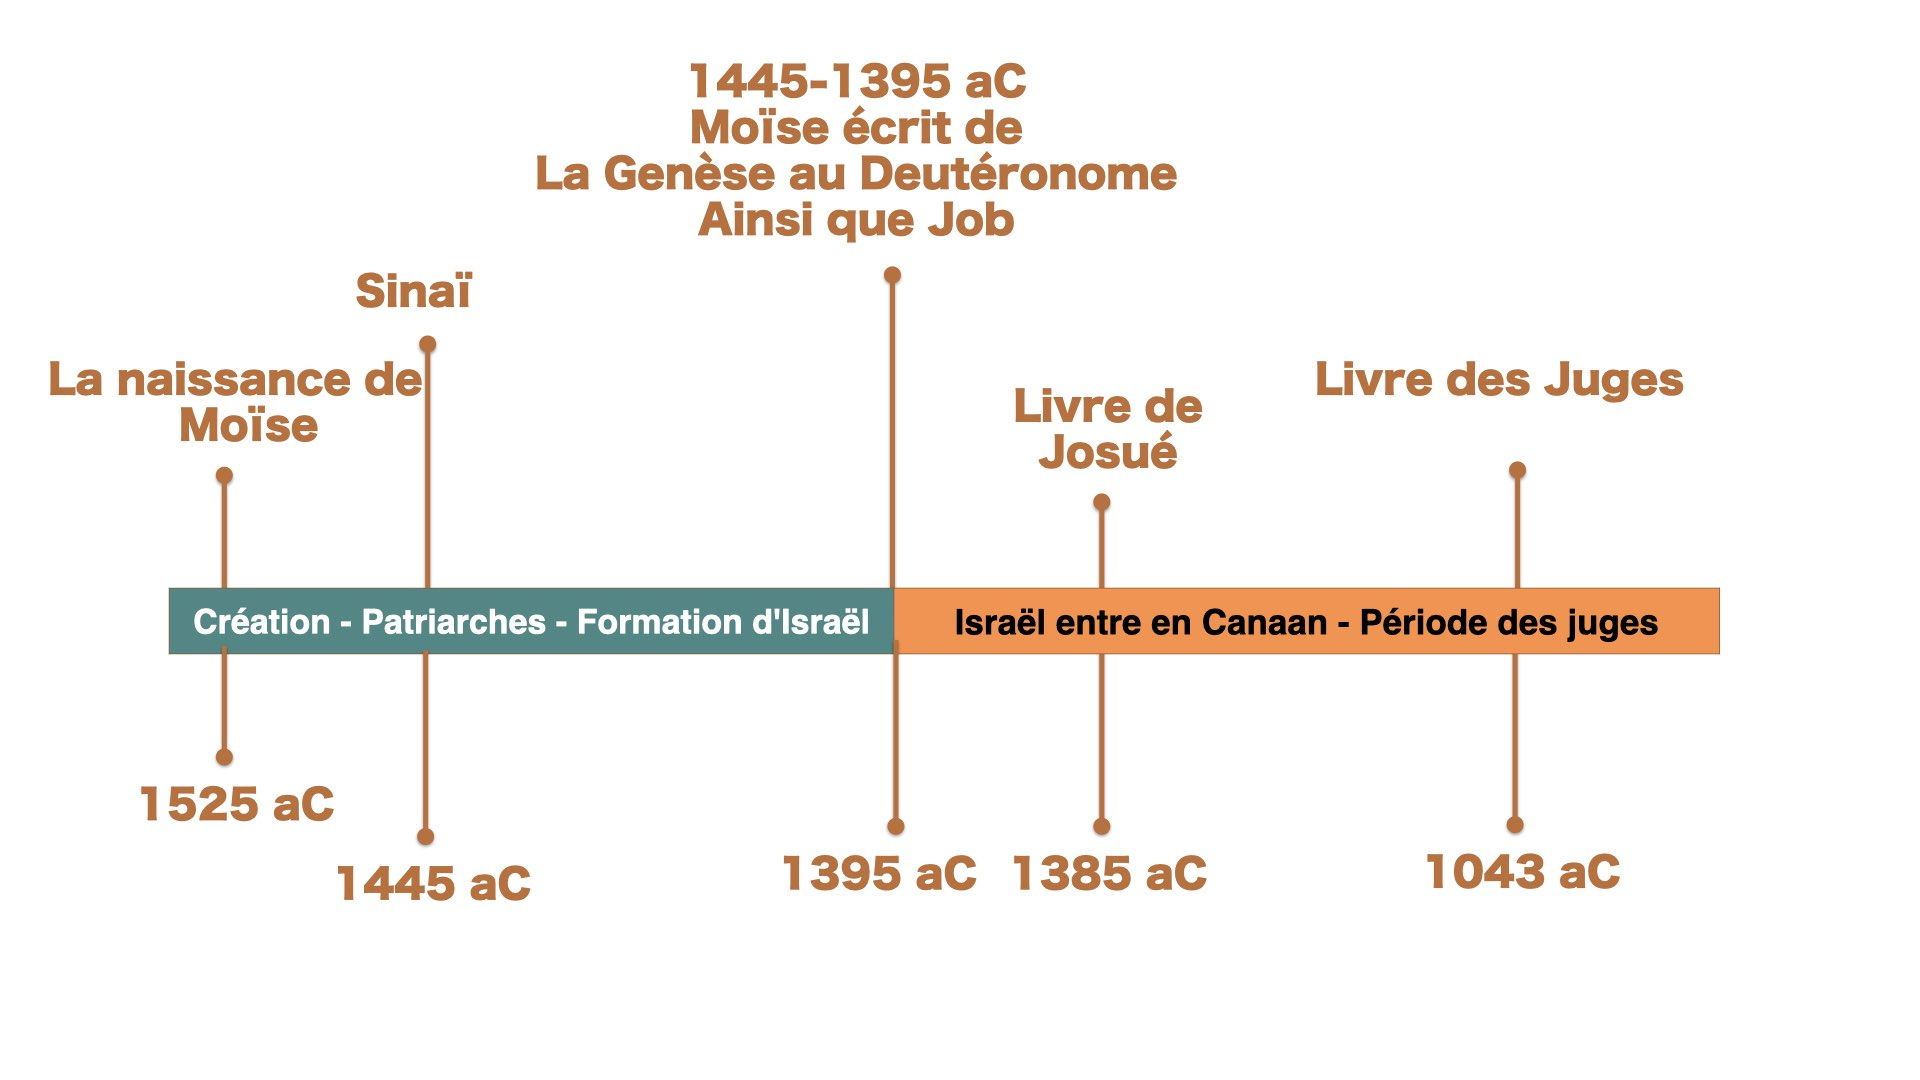 1445-1395 aC
Moïse écrit de
La Genèse au Deutéronome
Ainsi que Job
Sinaï
La naissance de
Moïse
Livre de
Josué
Livre des Juges
Création - Patriarches - Formation d'Israël
Israël entre en Canaan - Période des juges
1525 aC
1445 aC
1395 aC
1385 aC
1043 aC